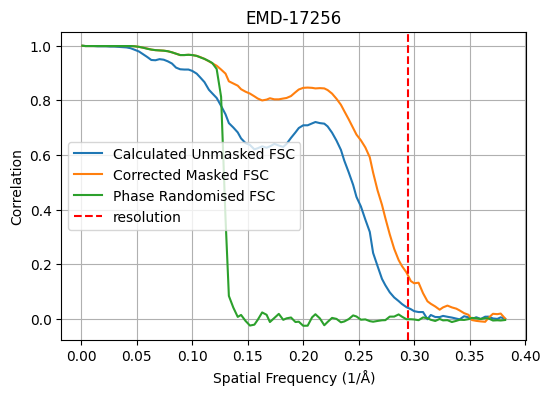 EMD-17256
1.0
0.8
0.6
0.4
0.2
0.0
Correlation
Calculated Unmasked FSC
Corrected Masked FSC
Phase Randomised FSC
resolution
0.00 0.05 0.10 0.15 0.20 0.25 0.30 0.35 0.40
Spatial Frequency (1/Å)